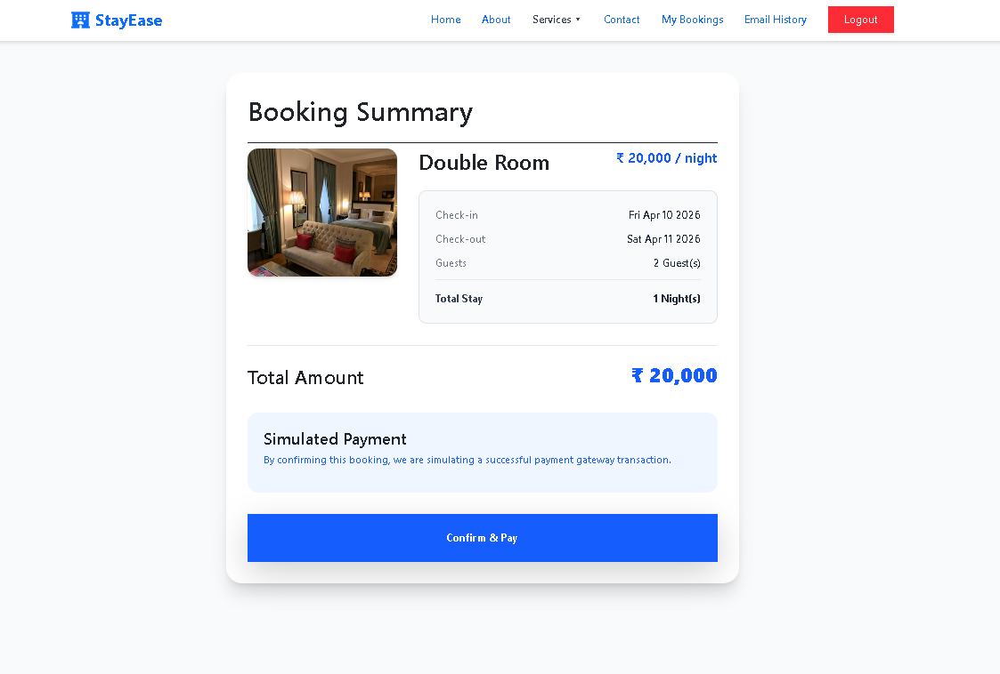 StayEase
Home About Services ▾ Contact My Bookings Email History Logout
Booking Summary
Double Room ₹ 20,000 / night
Check-in Fri Apr 10 2026
Check-out Sat Apr 11 2026
Guests 2 Guest(s)
Total Stay 1 Night(s)
Total Amount ₹ 20,000
Simulated Payment
By confirming this booking, we are simulating a successful payment gateway transaction.
Confirm & Pay